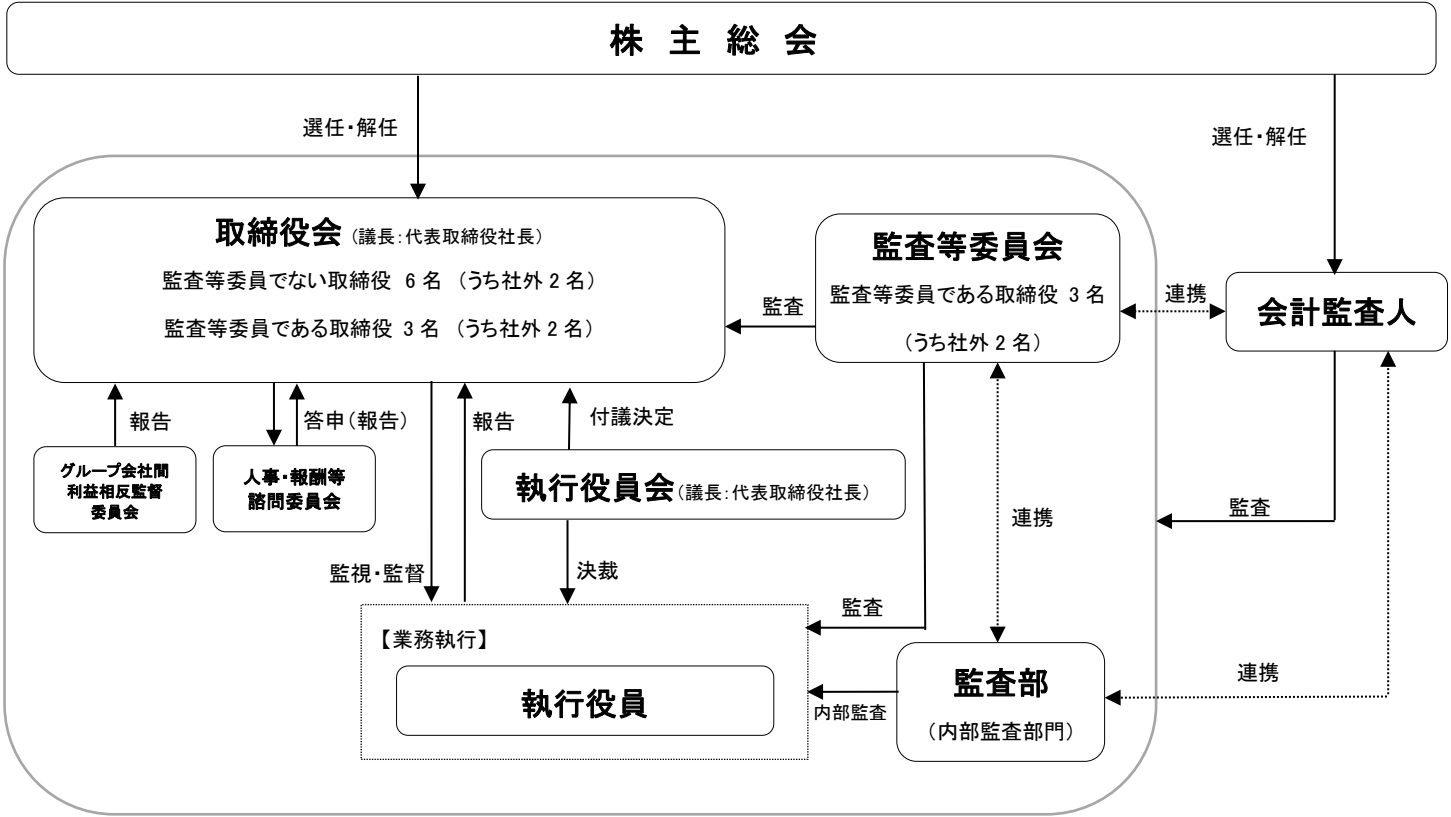 株 主 総 会
選任・解任
選任・解任
取締役会(議長:代表取締役社長)
監査等委員でない取締役 6 名 (うち社外 2 名)
監査等委員である取締役 3 名 (うち社外 2 名)
監査
監査等委員会
監査等委員である取締役 3 名
(うち社外 2 名)
連携
会計監査人
報告
答申(報告)
報告
付議決定
グループ会社間
利益相反監督
委員会
人事・報酬等
諮問委員会
執行役員会(議長:代表取締役社長)
連携
監査
監視・監督
決裁
監査
【業務執行】
執行役員
内部監査
監査部
(内部監査部門)
連携